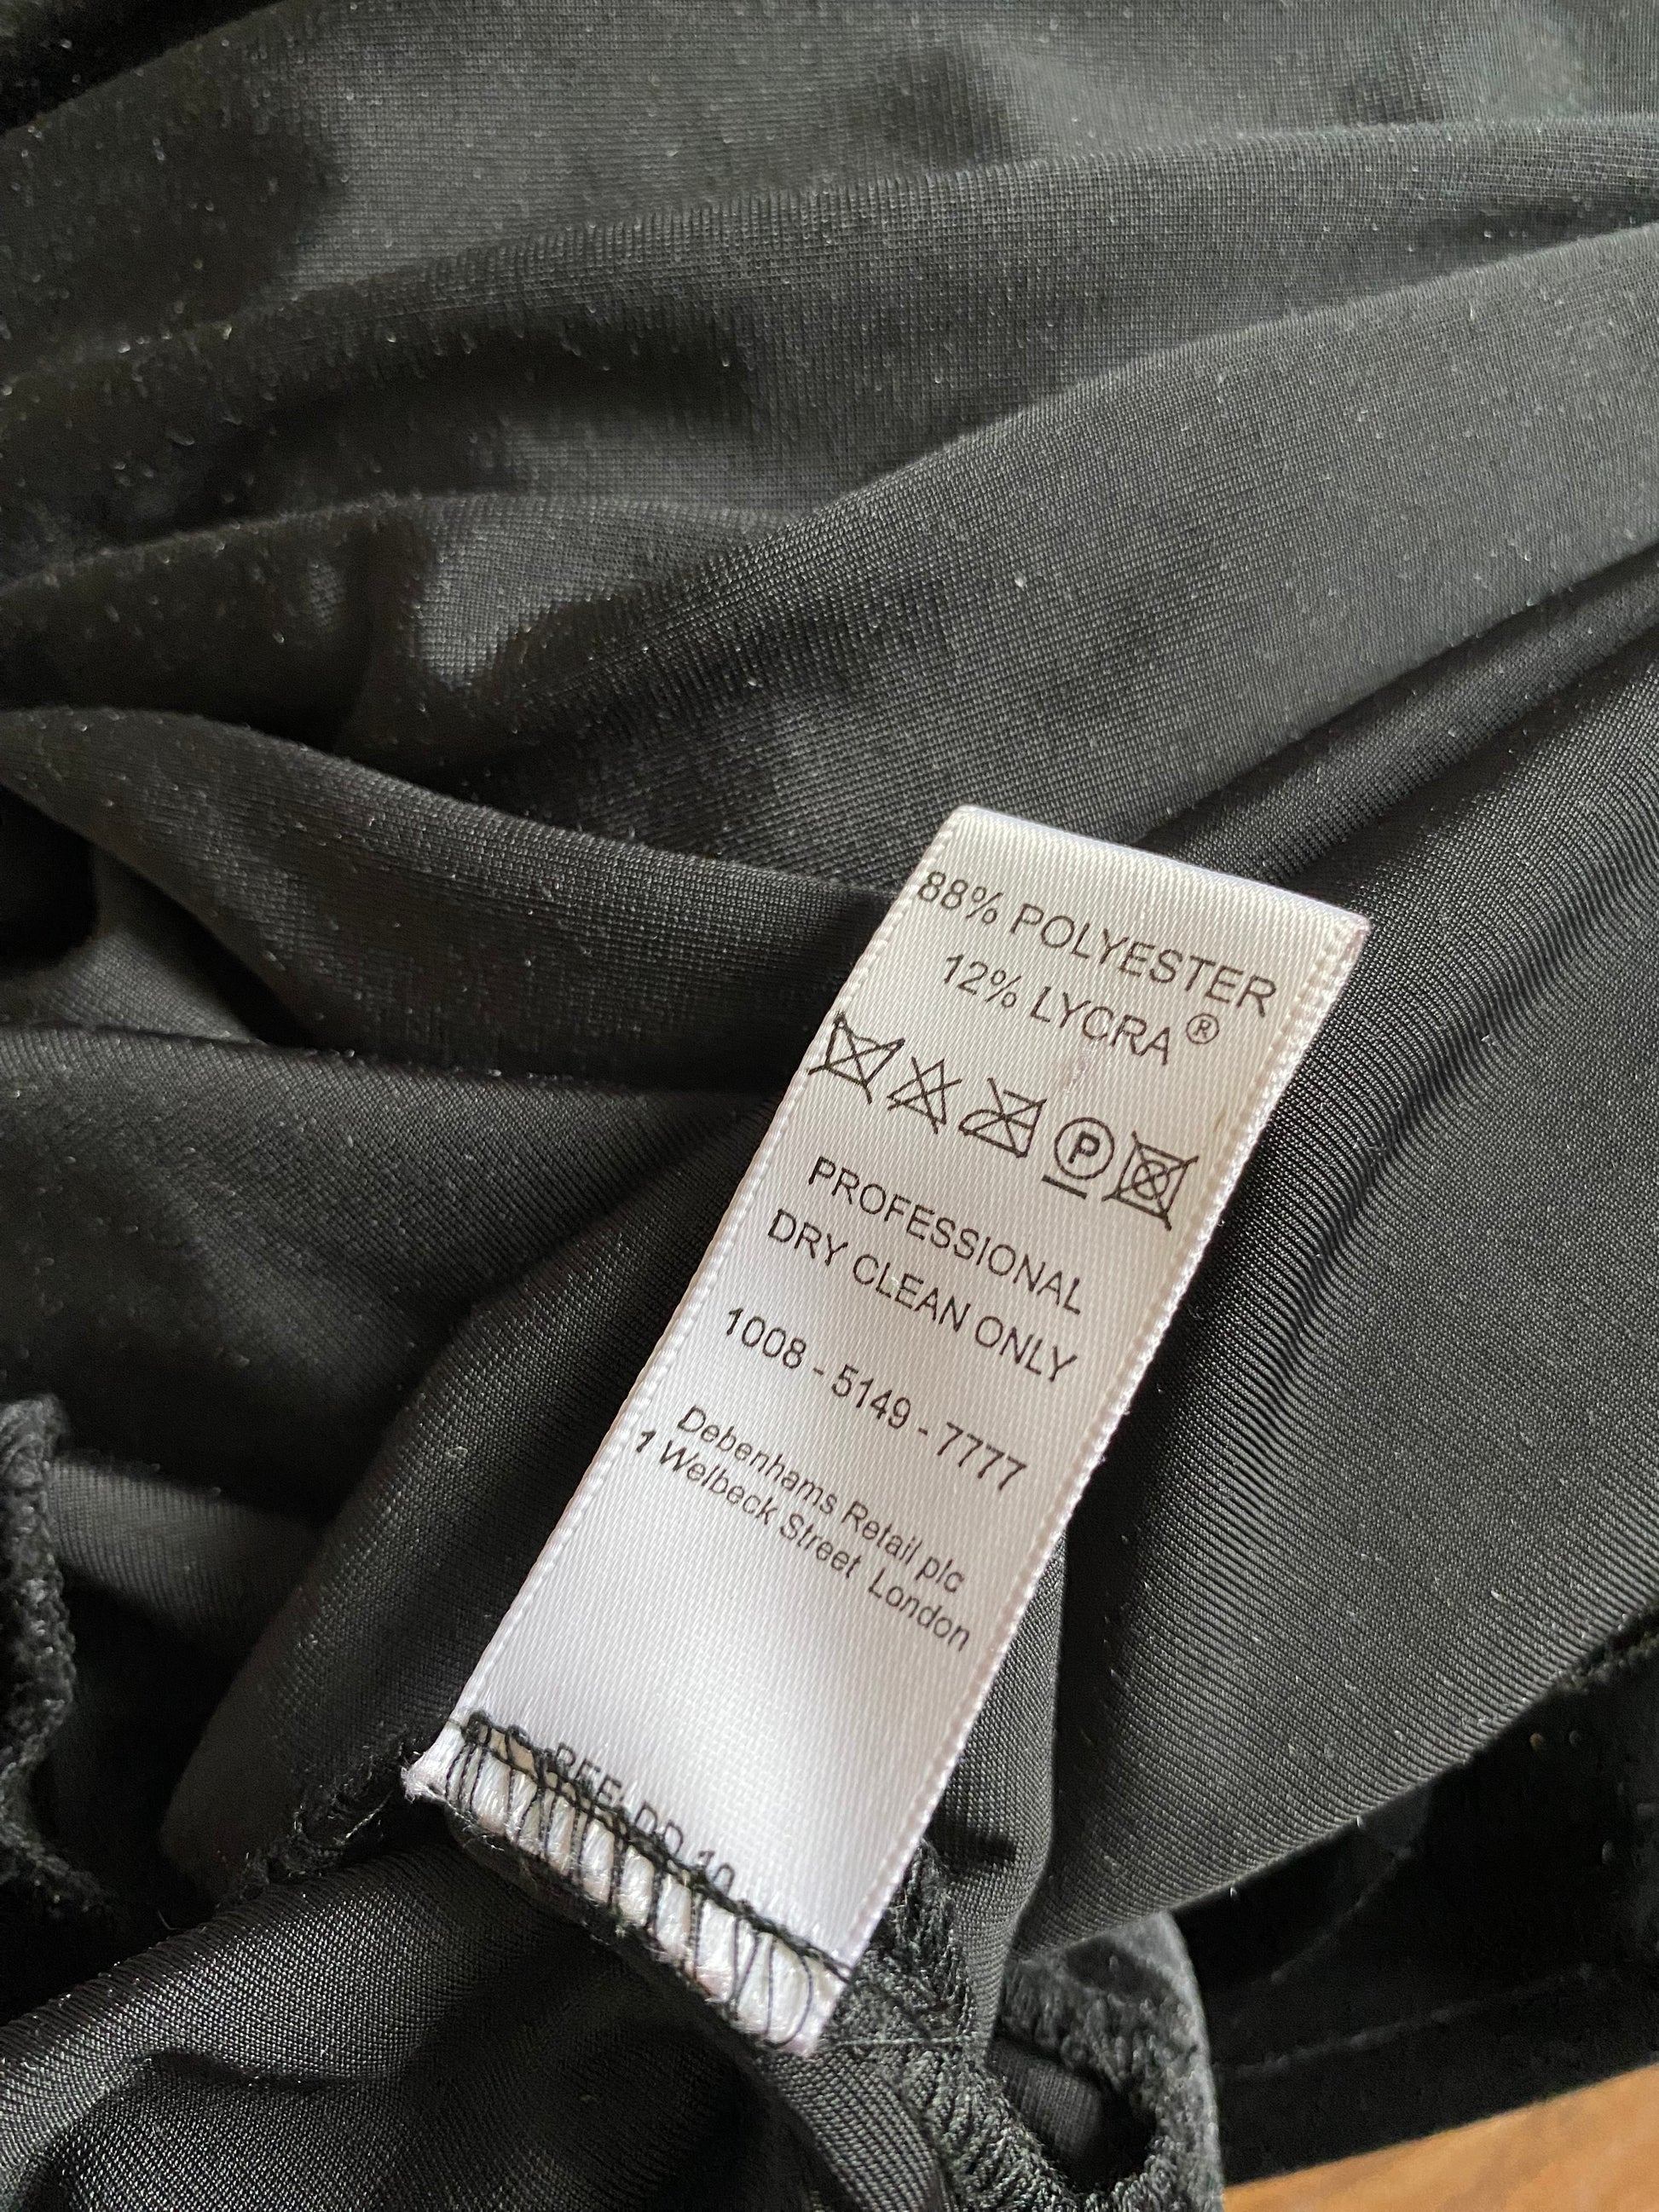 88% POLYESTER
12% LYCRA®
P
PROFESSIONAL
DRY CLEAN ONLY
1008 - 5149 - 7777
Debenhams Retail plc
1 Welbeck Street London